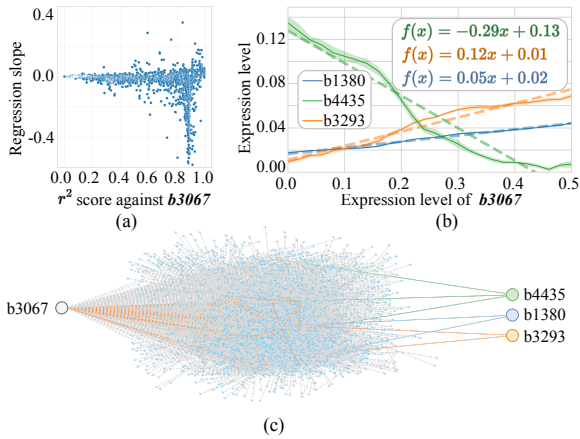 Regression slope
0.4
0.0
-0.4
0.0 0.2 0.4 0.6 0.8 1.0
r² score against b3067
(a)
Expression level
0.12
0.08
0.04
0.00
0.0 0.1 0.2 0.3 0.4 0.5
Expression level of b3067
f(x) = −0.29x + 0.13
f(x) = 0.12x + 0.01
f(x) = 0.05x + 0.02
b1380
b4435
b3293
(b)
b3067
b4435
b1380
b3293
(c)